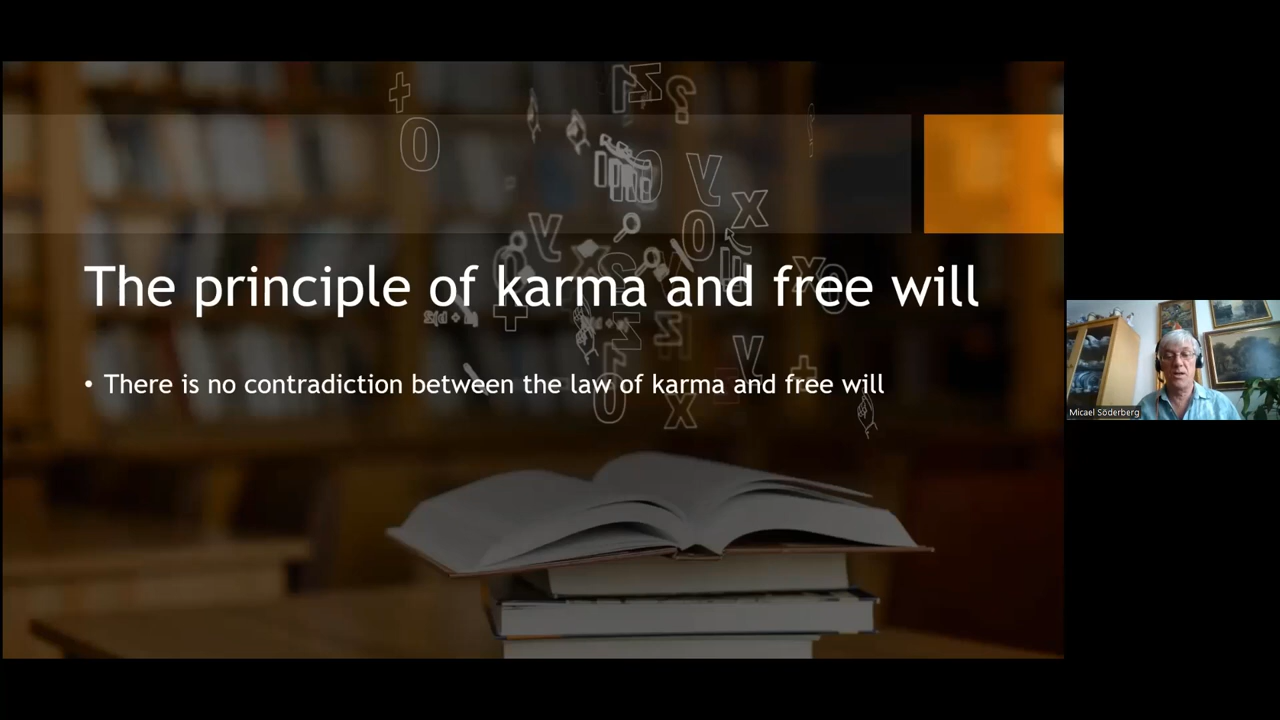 The principle of karma and free will
• There is no contradiction between the law of karma and free will
Micael Söderberg